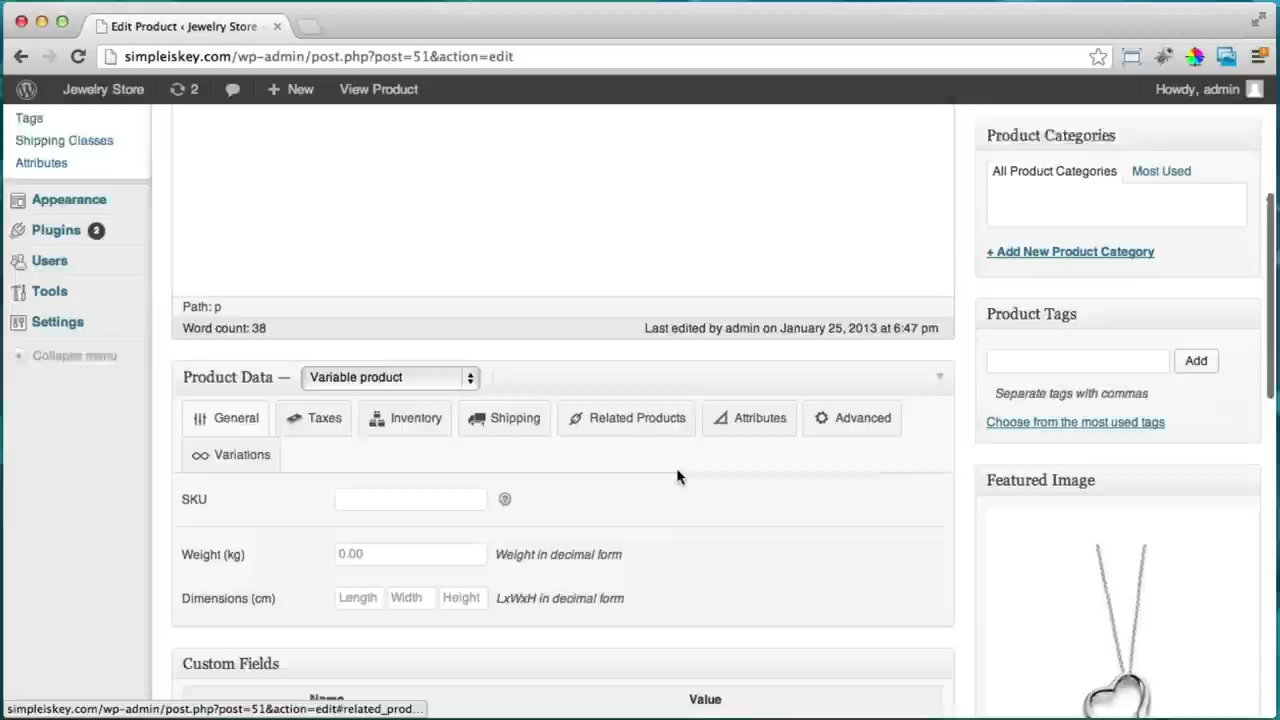 Edit Product ‹ Jewelry Store
simpleiskey.com/wp-admin/post.php?post=51&action=edit
Jewelry Store 2 + New View Product Howdy, admin
Tags
Shipping Classes
Attributes
Appearance
Plugins 2
Users
Tools
Settings
Collapse menu
Path: p
Word count: 38 Last edited by admin on January 25, 2013 at 6:47 pm
Product Data — Variable product
General Taxes Inventory Shipping Related Products Attributes Advanced
Variations
SKU
Weight (kg) 0.00 Weight in decimal form
Dimensions (cm) Length Width Height LxWxH in decimal form
Custom Fields
Name Value
Product Categories
All Product Categories Most Used
+ Add New Product Category
Product Tags
Add
Separate tags with commas
Choose from the most used tags
Featured Image
simpleiskey.com/wp-admin/post.php?post=51&action=edit#related_prod...